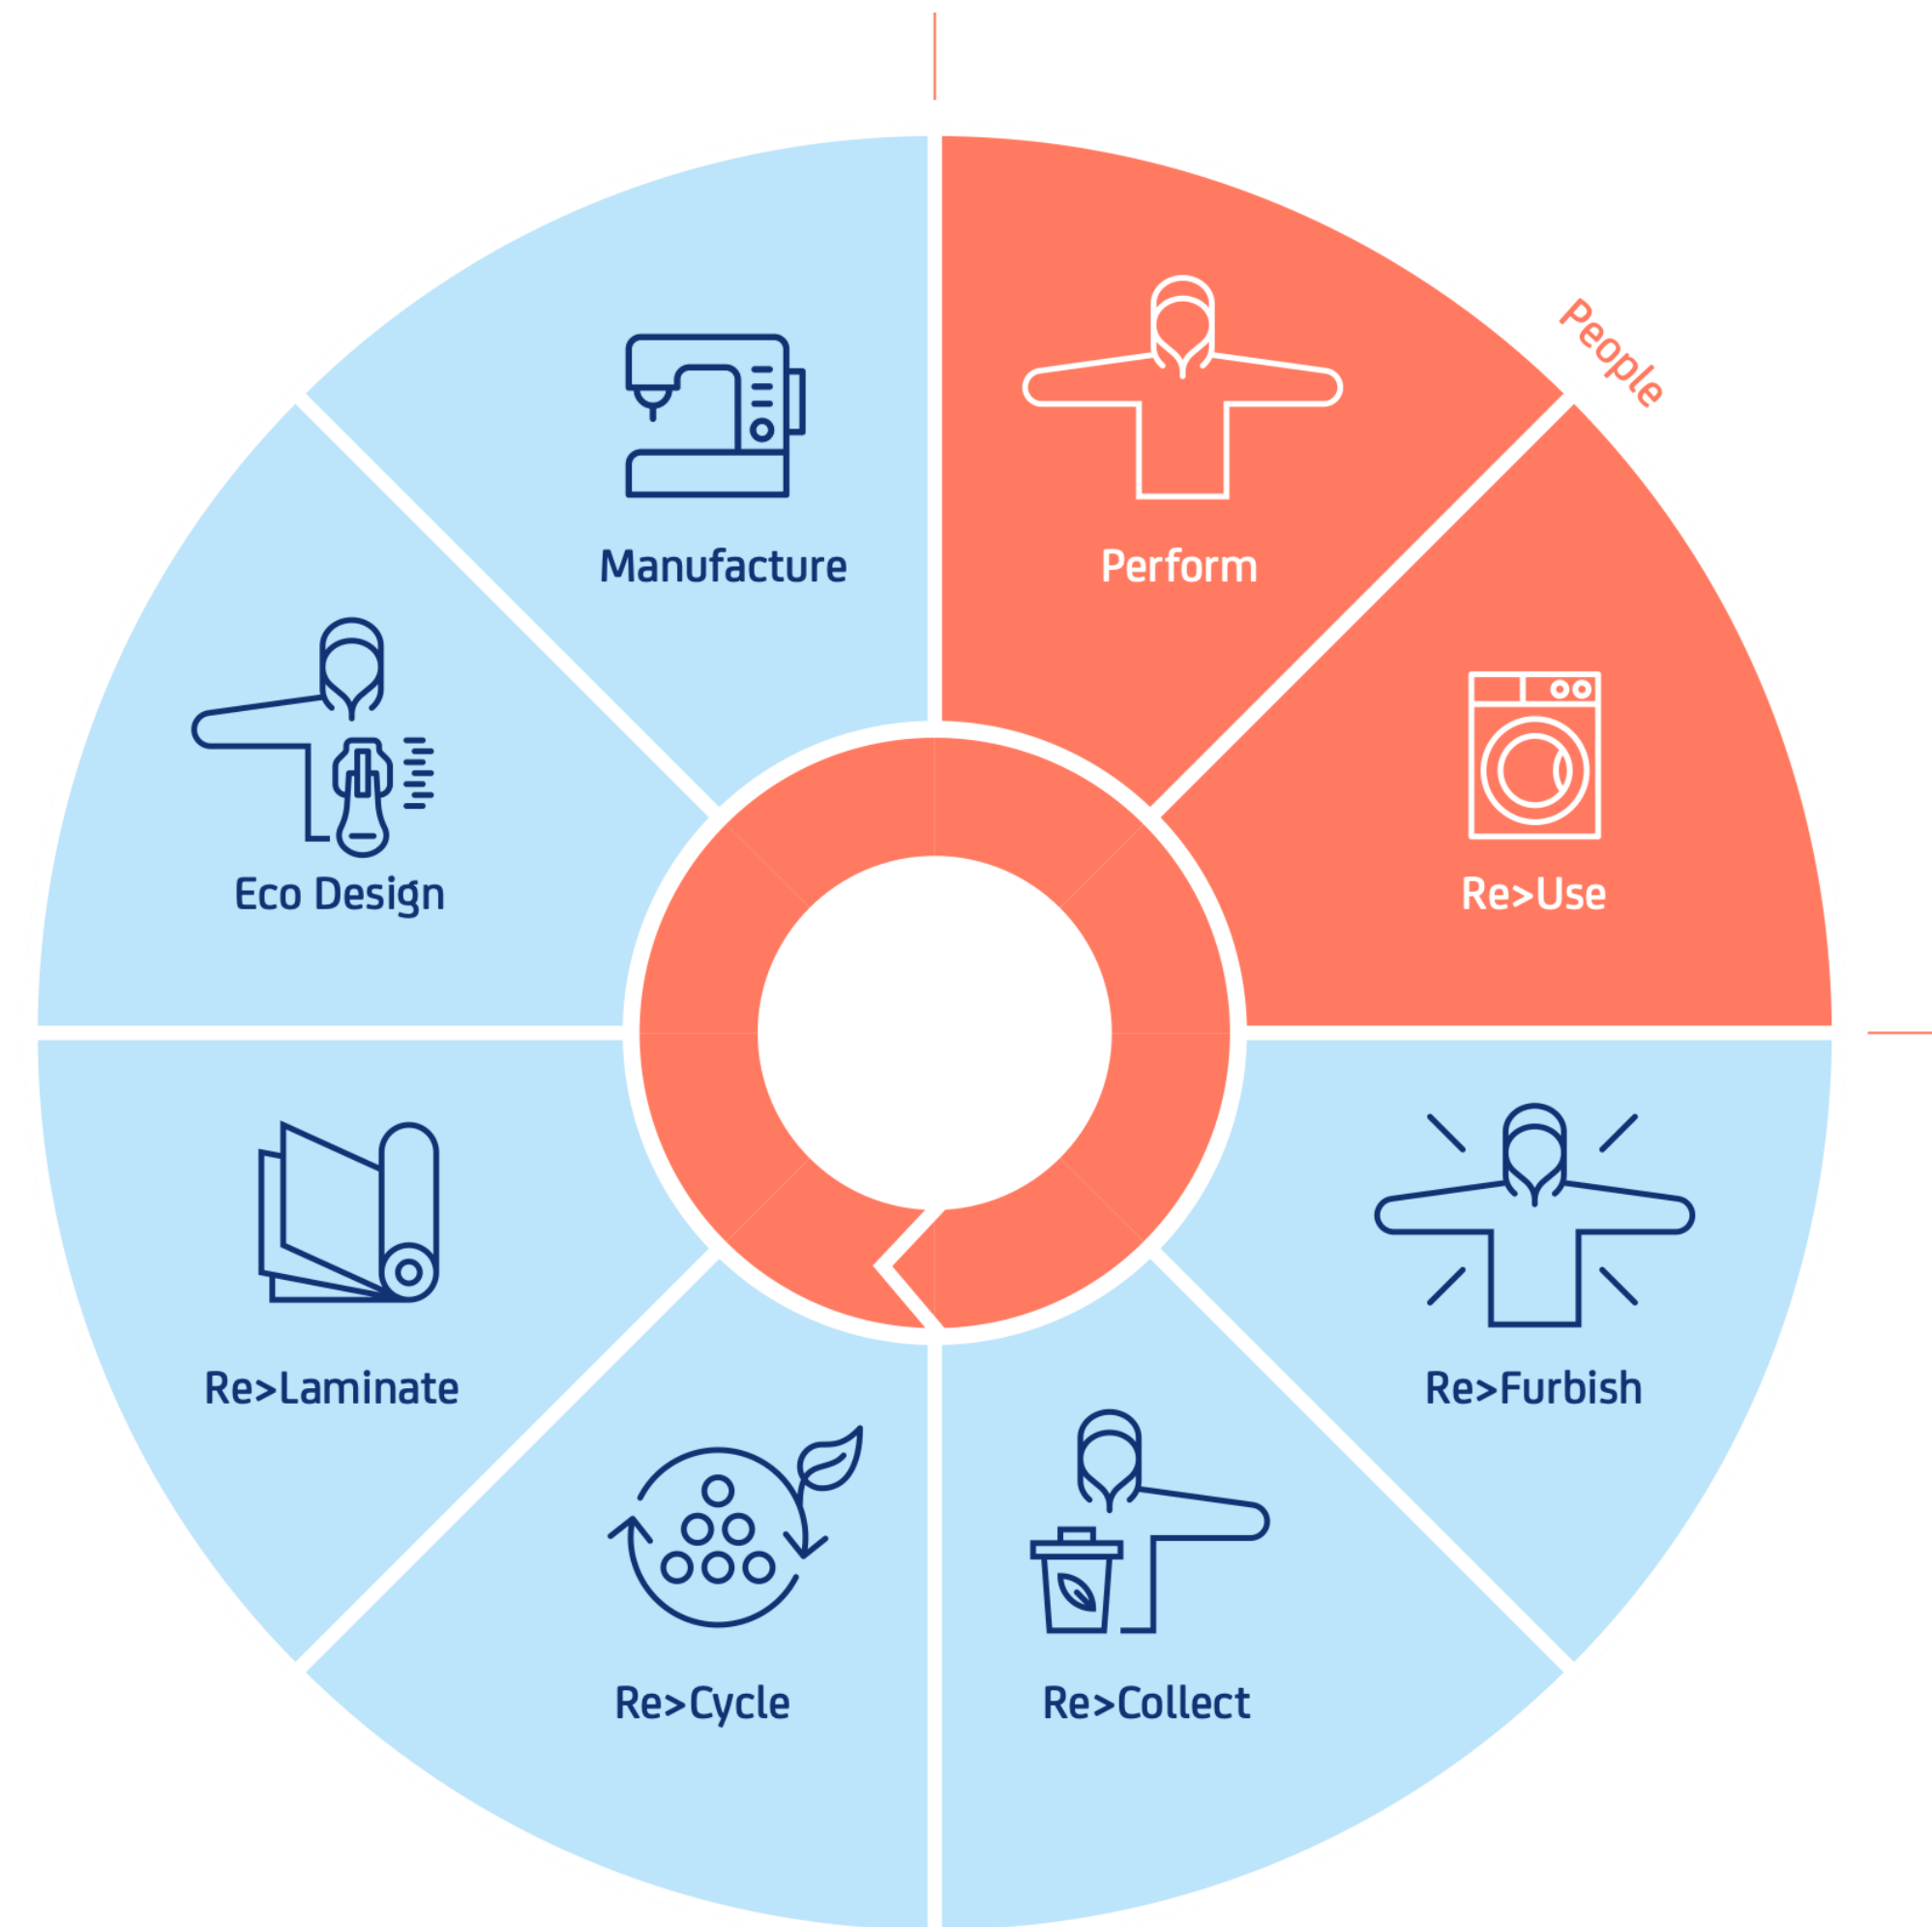 People
Manufacture
Perform
Eco Design
Re>Use
Re>Laminate
Re>Furbish
Re>Cycle
Re>Collect